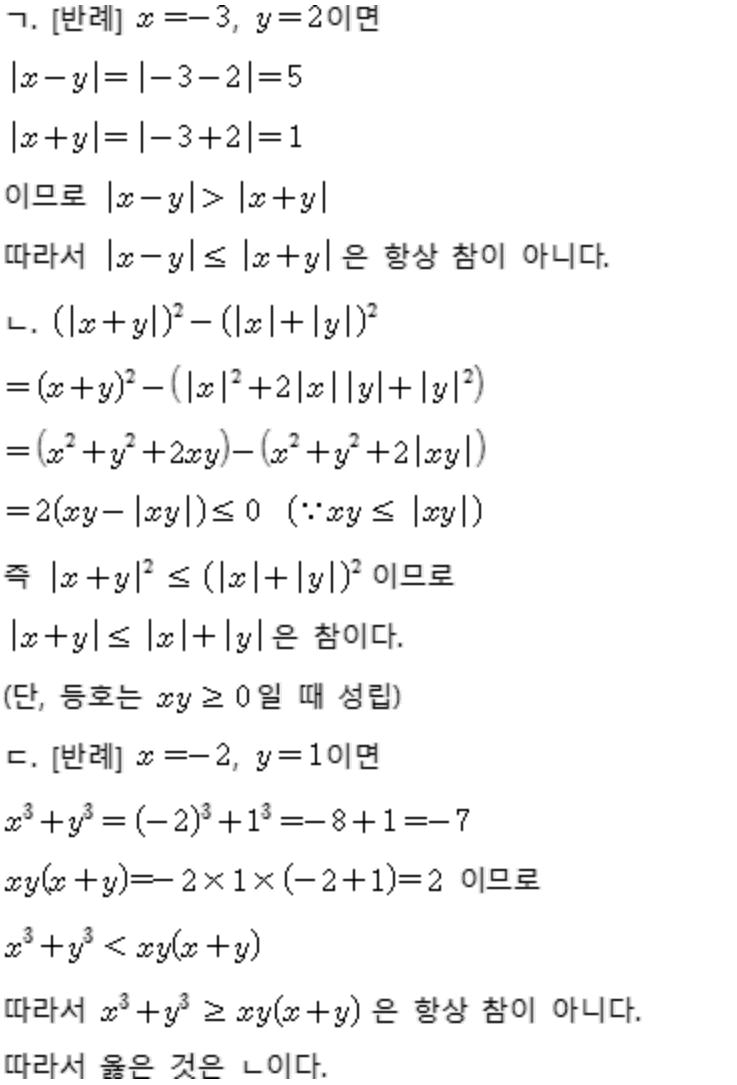 ㄱ. [반례] x=-3, y=2이면
|x-y|=|-3-2|=5
|x+y|=|-3+2|=1
이므로 |x-y|>|x+y|
따라서 |x-y|≤|x+y|은 항상 참이 아니다.
ㄴ. (|x+y|)²-(|x|+|y|)²
=(x+y)²-(|x|²+2|x||y|+|y|²)
=(x²+y²+2xy)-(x²+y²+2|xy|)
=2(xy-|xy|)≤0 (∵xy≤|xy|)
즉 |x+y|²≤(|x|+|y|)²이므로
|x+y|≤|x|+|y|은 참이다.
(단, 등호는 xy≥0일 때 성립)
ㄷ. [반례] x=-2, y=1이면
x³+y³=(-2)³+1³=-8+1=-7
xy(x+y)=-2×1×(-2+1)=2 이므로
x³+y³<xy(x+y)
따라서 x³+y³≥xy(x+y)은 항상 참이 아니다.
따라서 옳은 것은 ㄴ이다.